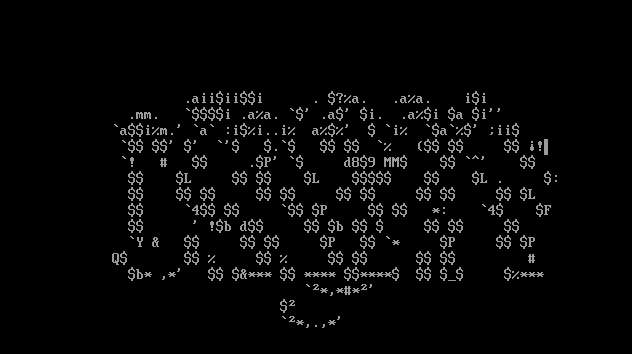 .aii$ii$$i . $?%a. .a%a. i$i
.mm. `$$$$i .a%a. `$' .a$' $i. .a%$i $a $i''
`a$$i%m.' `a` :i$%i..i% a%$%' $ `i% `$a`%$' ;ii$
`$$ $$' $' `'$ $.`$ $$ $$ `% ($$ $$ $$ ¡!
`! # $$ .$P' `$ d8$9 MM$ $$ `^' $$
$$ $L $$ $$ $L $$$$$ $$ $L . $:
$$ $$ $$ $$ $$ $$ $$ $$ $$ $$ $L
$$ `4$$ $$ `$$ $P $$ $$ *: `4$ $F
$$ ' !$b d$$ $$ $b $$ $ $$ $$ $$
`Y & $$ $$ $$ $P $$ `* $P $$ $P
Q$ $$ % $$ % $$ $$ $$ $$ #
$b* ,*' $$ $&*** $$ **** $$****$ $$ $_$ $%***
`²*,*#*²'
$²
`²*,.,*'